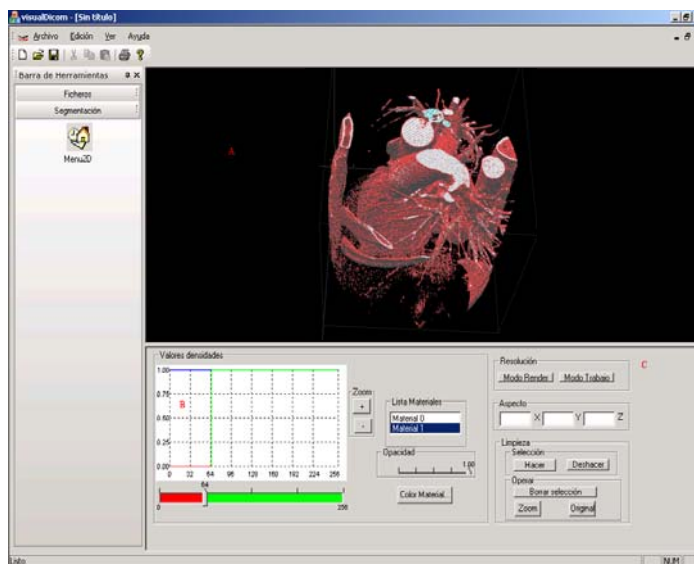 visualDicom - [Sin título]
Archivo Edición Ver Ayuda
Barra de Herramientas
Ficheros
Segmentación
Menu2D
A
Valores densidades
1.00
0.75
0.50
0.25
0.00
B
0 32 64 96 128 160 192 224 256
64
0 256
Zoom
+
-
Lista Materiales
Material 0
Material 1
Opacidad
1.00
Color Material...
Resolución
Modo Render Modo Trabajo
C
Aspecto
X Y Z
Limpieza
Selección
Hacer Deshacer
Operar
Borrar selección
Zoom Original
Listo NUM